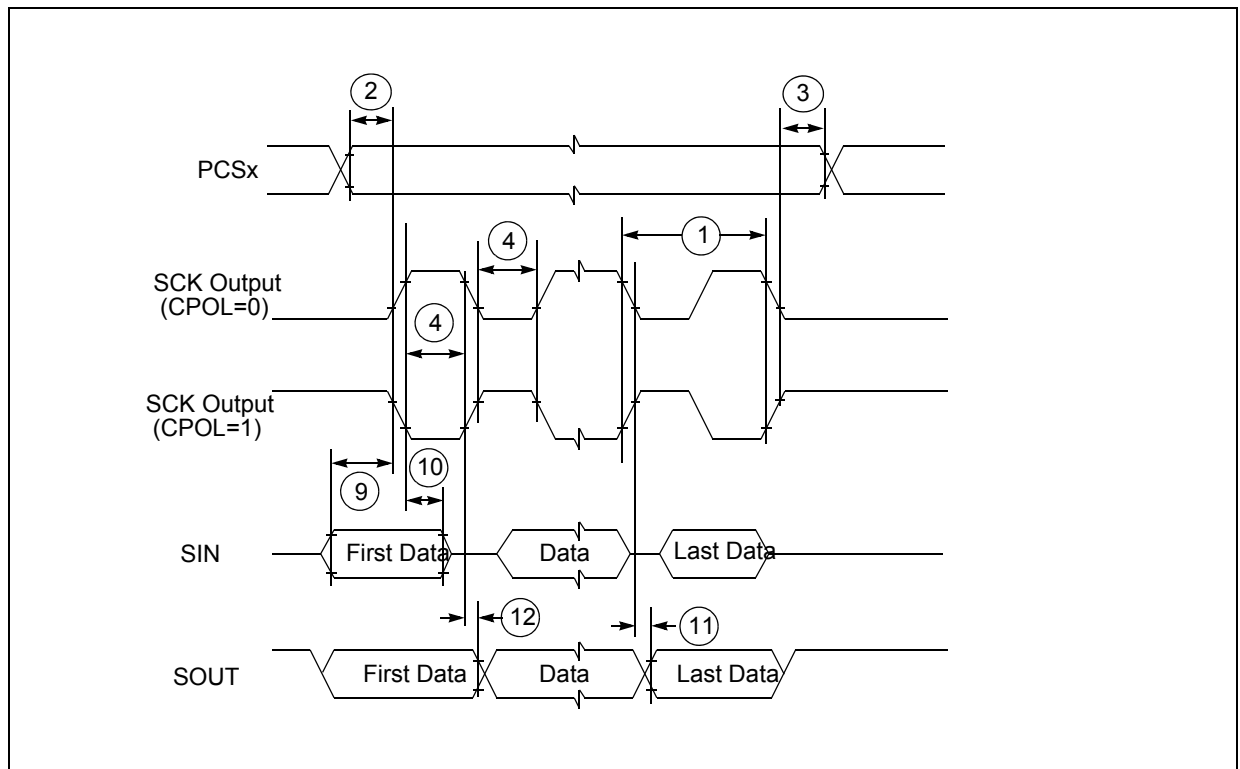 2
3
PCSx
4
1
SCK Output
(CPOL=0)
4
SCK Output
(CPOL=1)
10
9
SIN
First Data
Data
Last Data
12
11
SOUT
First Data
Data
Last Data